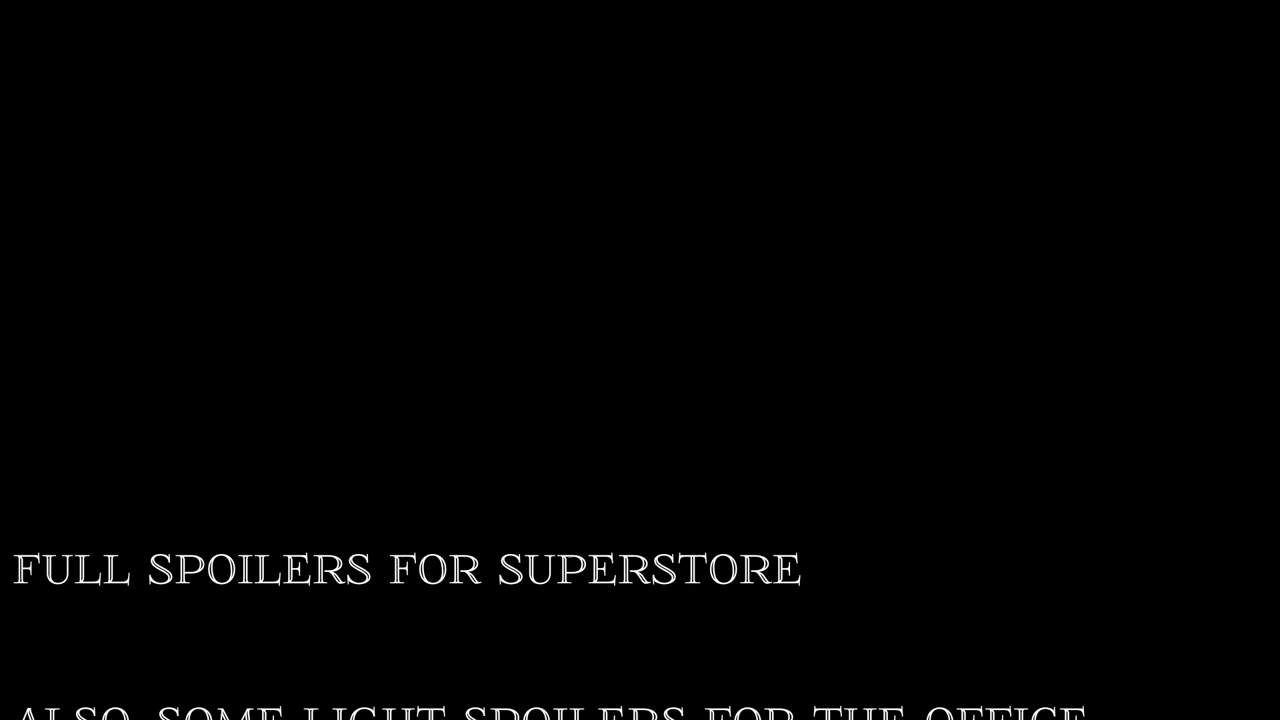 FULL SPOILERS FOR SUPERSTORE
ALSO, SOME LIGHT SPOILERS FOR THE OFFICE